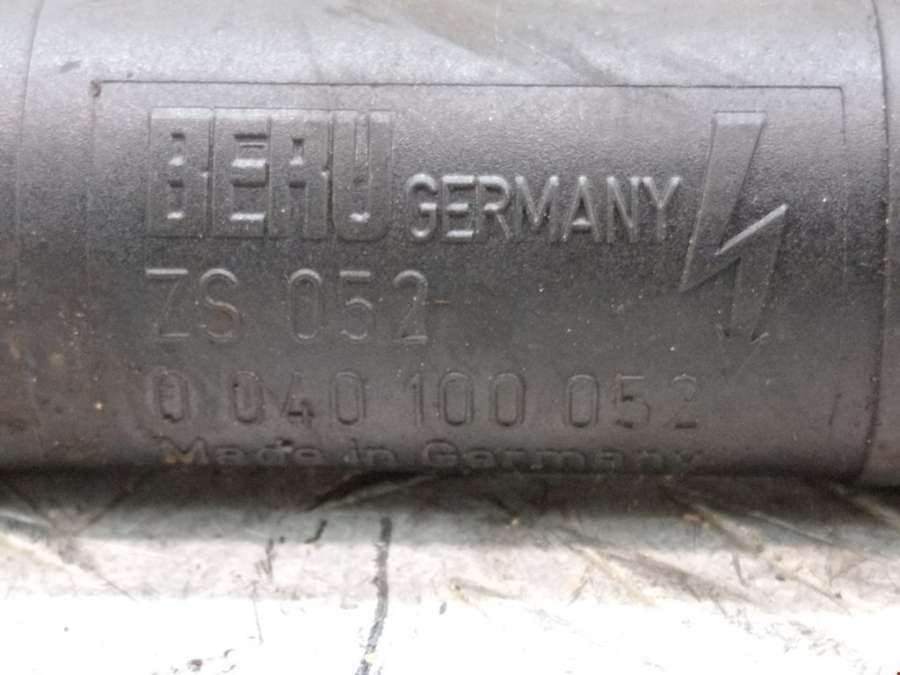 BERU GERMANY
ZS 052
0 040 100 052
Made in Germany